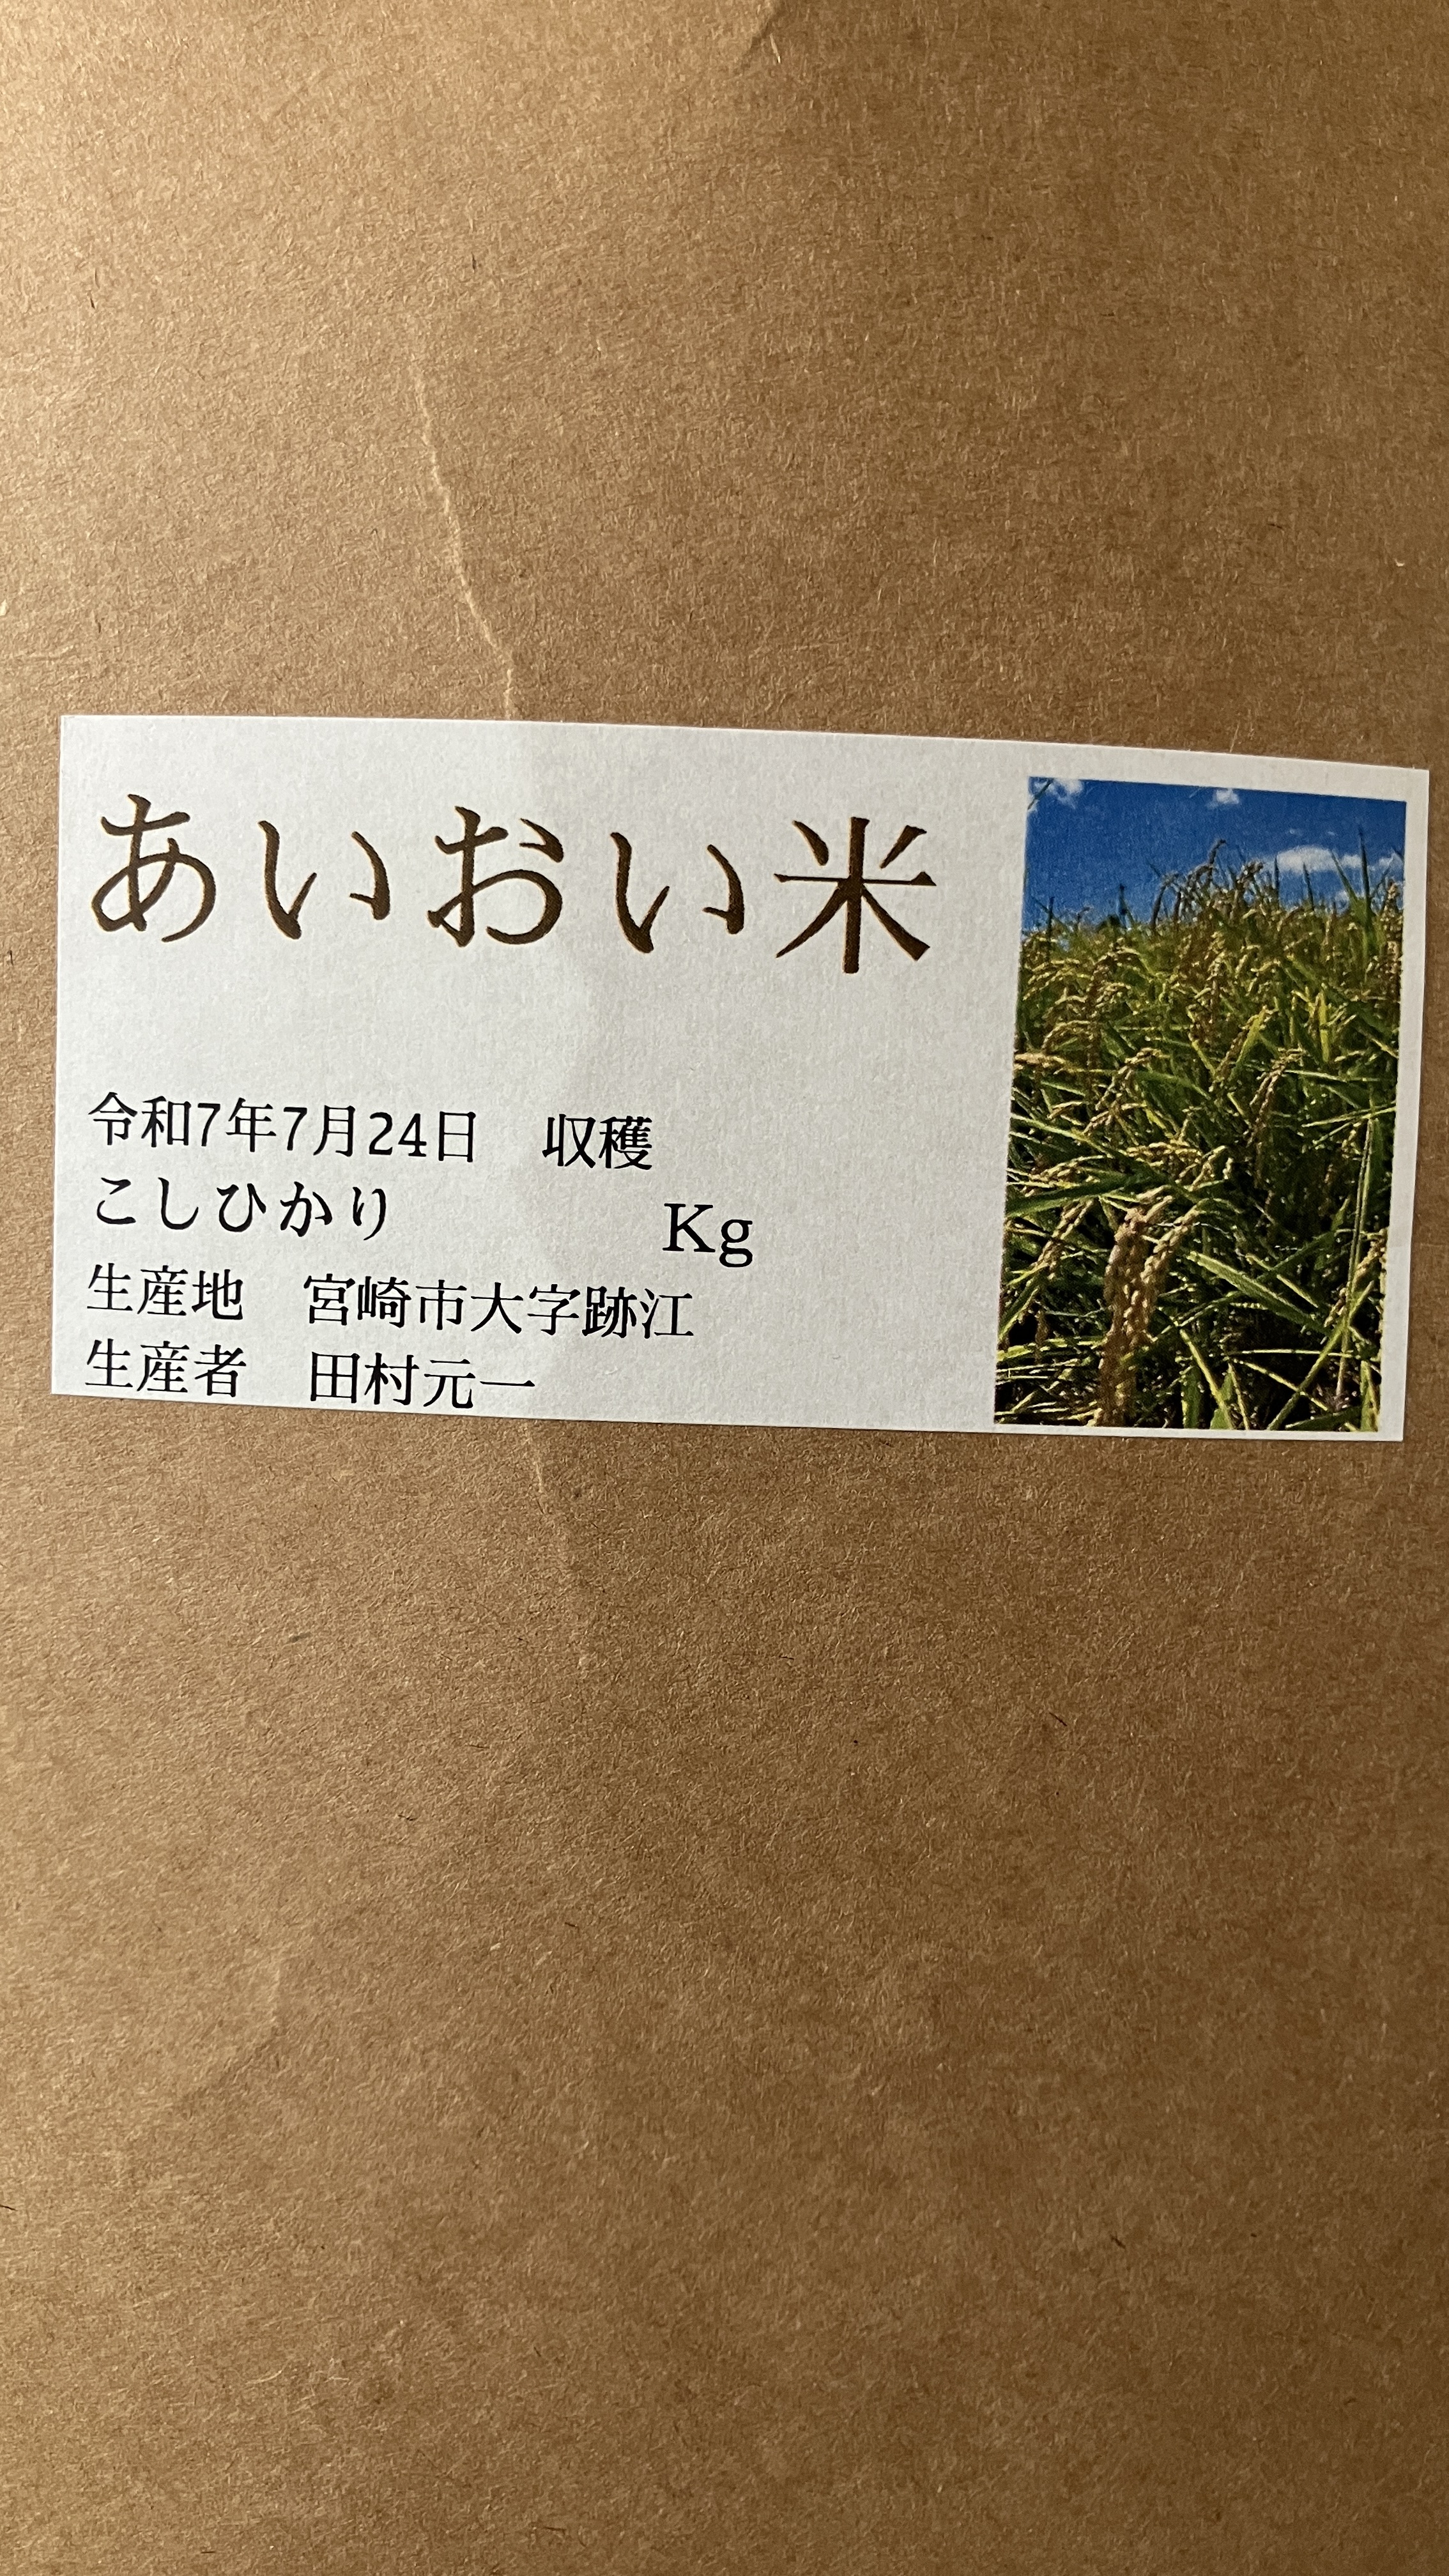 あいおい米
令和7年7月24日　収穫
こしひかり　Kg
生産地　宮崎市大字跡江
生産者　田村元一